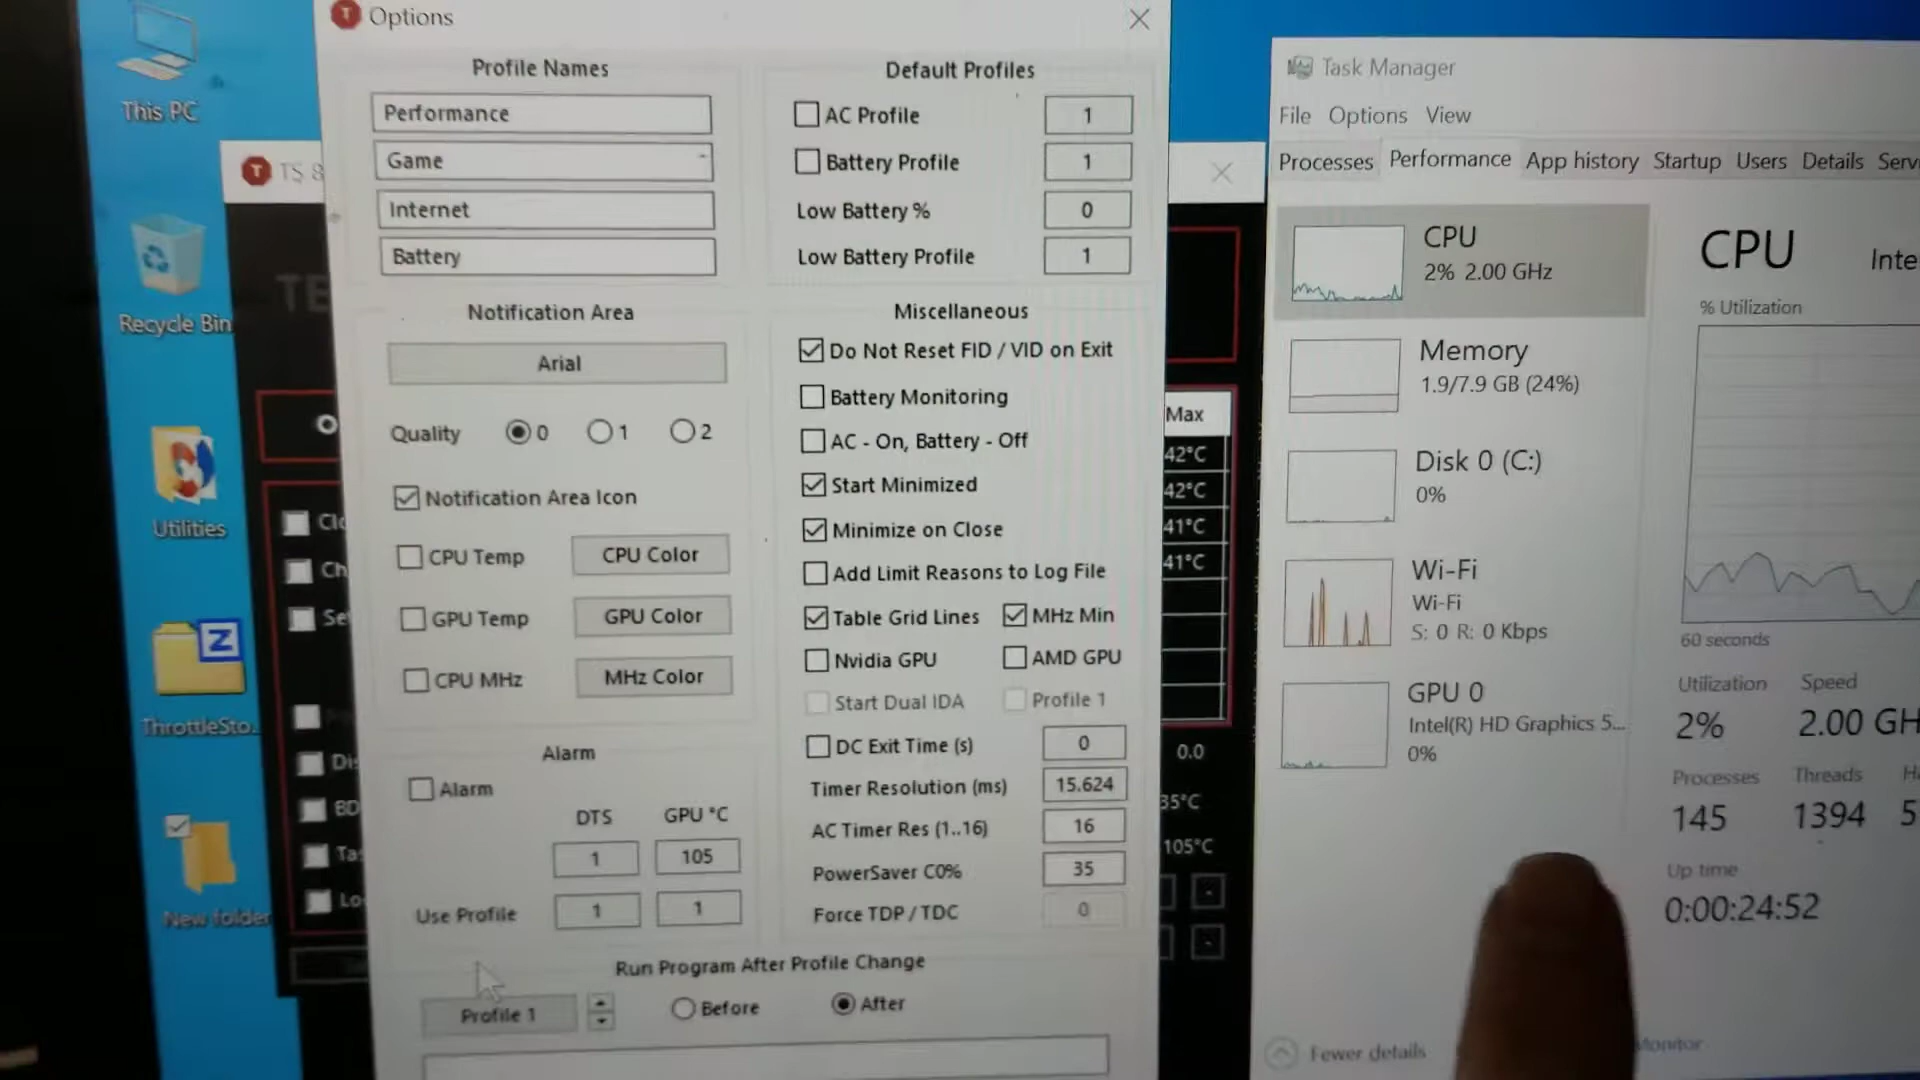 This PC
Recycle Bin
Utilities
ThrottleSto...
New folder
TS 8
Options
Profile Names
Performance
Game
Internet
Battery
Default Profiles
AC Profile 1
Battery Profile 1
Low Battery % 0
Low Battery Profile 1
Notification Area
Arial
Quality 0 1 2
Notification Area Icon
CPU Temp CPU Color
GPU Temp GPU Color
CPU MHz MHz Color
Miscellaneous
Do Not Reset FID / VID on Exit
Battery Monitoring
AC - On, Battery - Off
Start Minimized
Minimize on Close
Add Limit Reasons to Log File
Table Grid Lines MHz Min
Nvidia GPU AMD GPU
Start Dual IDA Profile 1
DC Exit Time (s) 0
Timer Resolution (ms) 15.624
AC Timer Res (1..16) 16
PowerSaver C0% 35
Force TDP / TDC 0
Alarm
Alarm
DTS GPU °C
1 105
Use Profile 1 1
Run Program After Profile Change
Profile 1 Before After
Max
42°C
42°C
41°C
41°C
0.0
35°C
105°C
Task Manager
File Options View
Processes Performance App history Startup Users Details Servi
CPU
2% 2.00 GHz
Memory
1.9/7.9 GB (24%)
Disk 0 (C:)
0%
Wi-Fi
Wi-Fi
S: 0 R: 0 Kbps
GPU 0
Intel(R) HD Graphics 5...
0%
CPU Inte
% Utilization
60 seconds
Utilization Speed
2% 2.00 GH
Processes Threads H
145 1394 5
Up time
0:00:24:52
Fewer details
Monitor